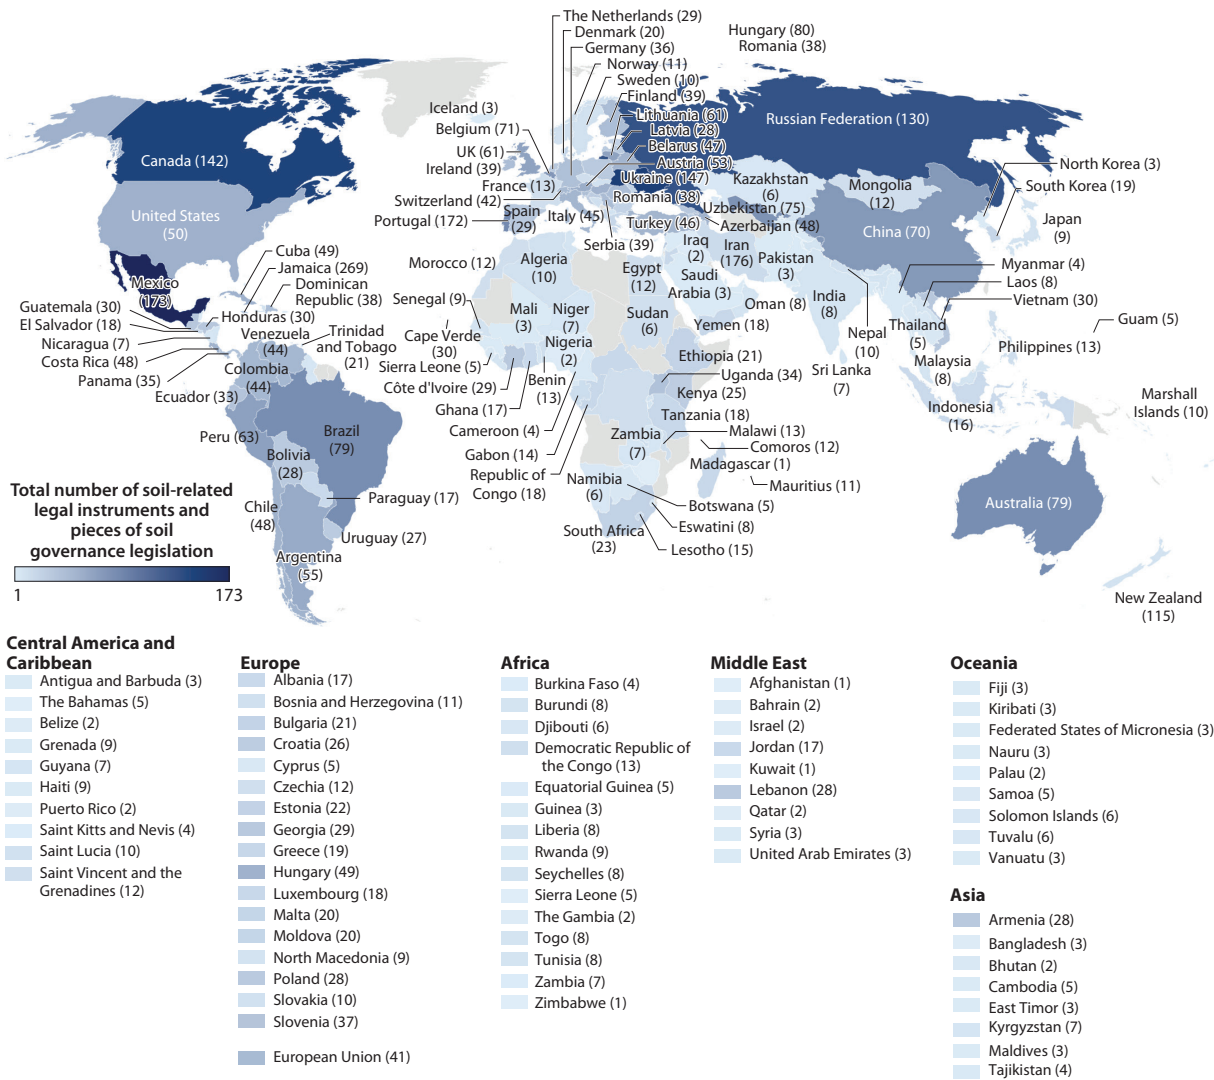 The Netherlands (29)
Denmark (20)
Germany (36)
Norway (11)
Sweden (10)
Finland (39)
Lithuania (61)
Latvia (28)
Belarus (47)
Austria (53)
Ukraine (147)
Romania (38)
Hungary (80)
Romania (38)
Iceland (3)
Belgium (71)
UK (61)
Ireland (39)
France (13)
Switzerland (42)
Portugal (172)
Spain
(29)
Italy (45)
Serbia (39)
Turkey (46)
Russian Federation (130)
Kazakhstan
(6)
Uzbekistan (75)
Azerbaijan (48)
Mongolia
(12)
China (70)
North Korea (3)
South Korea (19)
Japan
(9)
Myanmar (4)
Laos (8)
Vietnam (30)
Guam (5)
Philippines (13)
Marshall
Islands (10)
Canada (142)
United States
(50)
Mexico
(173)
Cuba (49)
Jamaica (269)
Dominican
Republic (38)
Guatemala (30)
El Salvador (18)
Nicaragua (7)
Costa Rica (48)
Panama (35)
Honduras (30)
Venezuela
(44)
Trinidad
and Tobago
(21)
Colombia
(44)
Ecuador (33)
Peru (63)
Brazil
(79)
Bolivia
(28)
Paraguay (17)
Chile
(48)
Uruguay (27)
Argentina
(55)
Morocco (12)
Algeria
(10)
Egypt
(12)
Iraq
(2)
Iran
(176)
Pakistan
(3)
Saudi
Arabia (3)
Oman (8)
Yemen (18)
India
(8)
Nepal
(10)
Thailand
(5)
Sri Lanka
(7)
Malaysia
(8)
Indonesia
(16)
Senegal (9)
Mali
(3)
Niger
(7)
Nigeria
(2)
Sudan
(6)
Cape Verde
(30)
Sierra Leone (5)
Côte d'Ivoire (29)
Benin
(13)
Ghana (17)
Cameroon (4)
Gabon (14)
Republic of
Congo (18)
Ethiopia (21)
Uganda (34)
Kenya (25)
Tanzania (18)
Malawi (13)
Zambia
(7)
Comoros (12)
Madagascar (1)
Mauritius (11)
Namibia
(6)
Botswana (5)
Eswatini (8)
South Africa
(23)
Lesotho (15)
Australia (79)
New Zealand
(115)
Total number of soil-related
legal instruments and
pieces of soil
governance legislation
1 173
Central America and
Caribbean
Antigua and Barbuda (3)
The Bahamas (5)
Belize (2)
Grenada (9)
Guyana (7)
Haiti (9)
Puerto Rico (2)
Saint Kitts and Nevis (4)
Saint Lucia (10)
Saint Vincent and the
Grenadines (12)
Europe
Albania (17)
Bosnia and Herzegovina (11)
Bulgaria (21)
Croatia (26)
Cyprus (5)
Czechia (12)
Estonia (22)
Georgia (29)
Greece (19)
Hungary (49)
Luxembourg (18)
Malta (20)
Moldova (20)
North Macedonia (9)
Poland (28)
Slovakia (10)
Slovenia (37)
European Union (41)
Africa
Burkina Faso (4)
Burundi (8)
Djibouti (6)
Democratic Republic of
the Congo (13)
Equatorial Guinea (5)
Guinea (3)
Liberia (8)
Rwanda (9)
Seychelles (8)
Sierra Leone (5)
The Gambia (2)
Togo (8)
Tunisia (8)
Zambia (7)
Zimbabwe (1)
Middle East
Afghanistan (1)
Bahrain (2)
Israel (2)
Jordan (17)
Kuwait (1)
Lebanon (28)
Qatar (2)
Syria (3)
United Arab Emirates (3)
Oceania
Fiji (3)
Kiribati (3)
Federated States of Micronesia (3)
Nauru (3)
Palau (2)
Samoa (5)
Solomon Islands (6)
Tuvalu (6)
Vanuatu (3)
Asia
Armenia (28)
Bangladesh (3)
Bhutan (2)
Cambodia (5)
East Timor (3)
Kyrgyzstan (7)
Maldives (3)
Tajikistan (4)